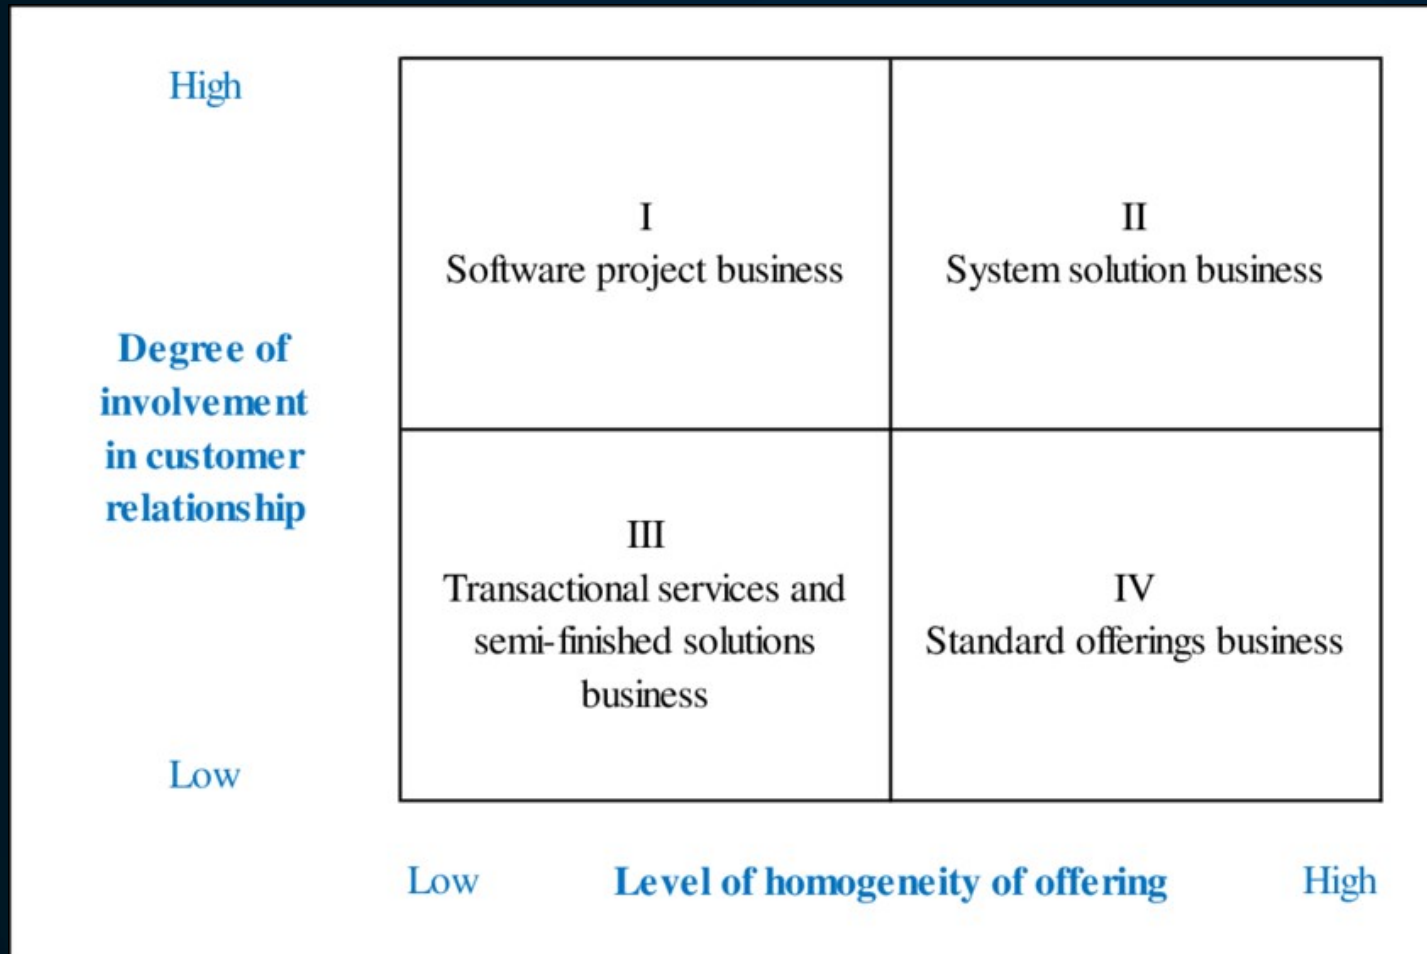 High
I
Software project business
II
System solution business
Degree of
involvement
in customer
relationship
III
Transactional services and
semi-finished solutions
business
IV
Standard offerings business
Low
Low
Level of homogeneity of offering
High